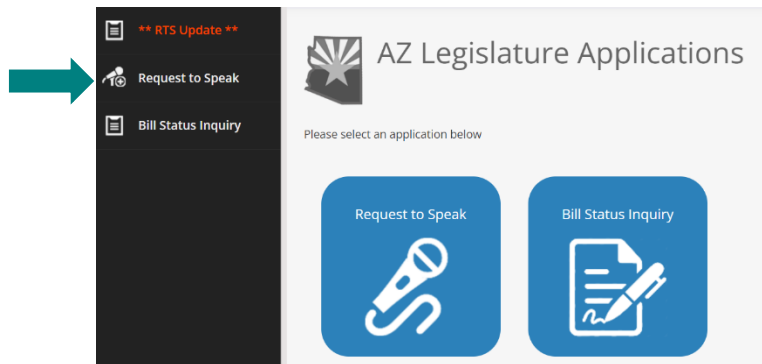 ** RTS Update **
Request to Speak
Bill Status Inquiry
AZ Legislature Applications
Please select an application below
Request to Speak
Bill Status Inquiry